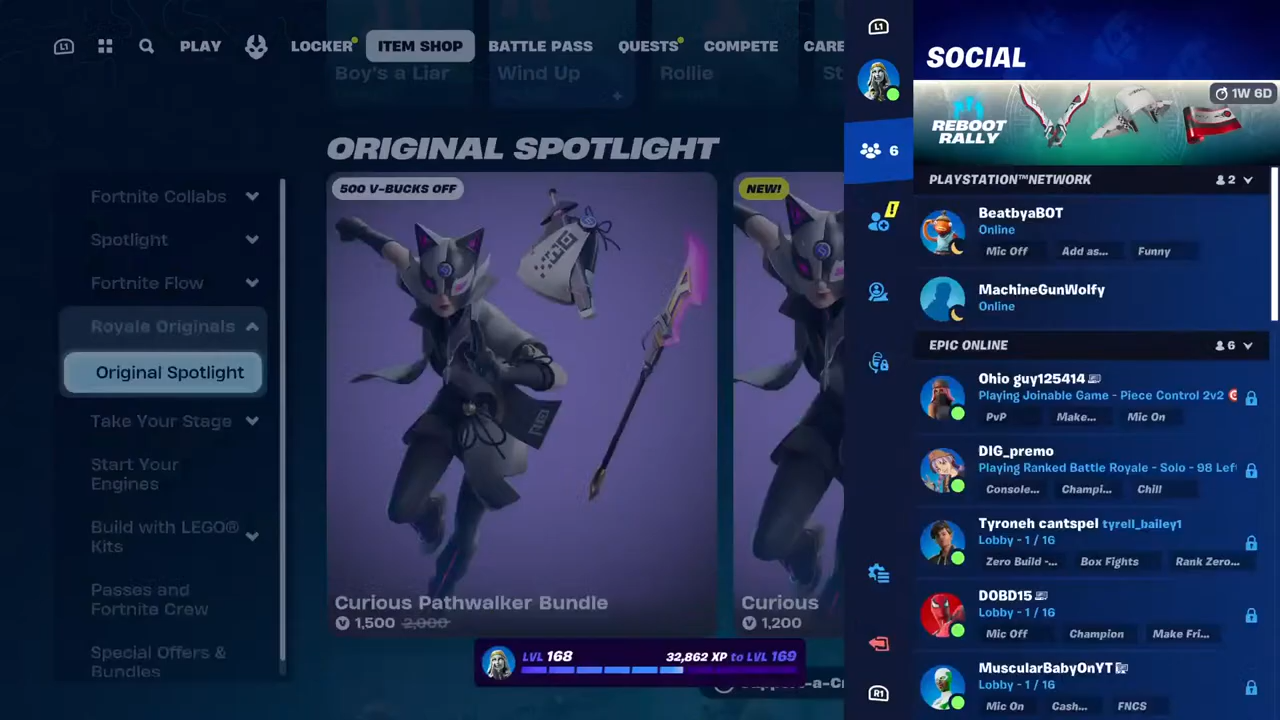 L1
PLAY
LOCKER
ITEM SHOP
BATTLE PASS
QUESTS
COMPETE
CARE
Boy's a Liar
Wind Up
Rollie
St
Fortnite Collabs
Spotlight
Fortnite Flow
Royale Originals
Original Spotlight
Take Your Stage
Start Your
Engines
Build with LEGO®
Kits
Passes and
Fortnite Crew
Special Offers &
Bundles
ORIGINAL SPOTLIGHT
500 V-BUCKS OFF
Curious Pathwalker Bundle
1,500 2,000
NEW!
Curious
1,200
LVL 168
32,862 XP to LVL 169
L1
6
R1
SOCIAL
1W 6D
REBOOT
RALLY
PLAYSTATION™NETWORK
2
BeatbyaBOT
Online
Mic Off
Add as...
Funny
MachineGunWolfy
Online
EPIC ONLINE
6
Ohio guy125414
Playing Joinable Game - Piece Control 2v2
PvP
Make...
Mic On
DIG_premo
Playing Ranked Battle Royale - Solo - 98 Lef
Console...
Champi...
Chill
Tyroneh cantspel tyrell_bailey1
Lobby - 1 / 16
Zero Build -...
Box Fights
Rank Zero...
DOBD15
Lobby - 1 / 16
Mic Off
Champion
Make Fri...
MuscularBabyOnYT
Lobby - 1 / 16
Mic On
Cash...
FNCS